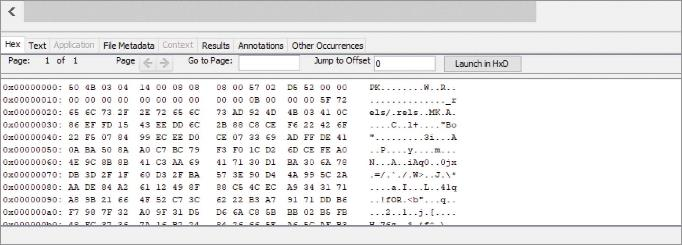 Hex Text Application File Metadata Context Results Annotations Other Occurrences
Page: 1 of 1 Page Go to Page: Jump to Offset 0 Launch in HxD
0x00000000: 50 4B 03 04 14 00 08 08 08 00 57 02 D5 52 00 00 PK........W..R..
0x00000010: 00 00 00 00 00 00 00 00 00 00 0B 00 00 00 5F 72 .............._r
0x00000020: 65 6C 73 2F 2E 72 65 6C 73 AD 92 4D 4B 03 41 0C els/.rels..MK.A.
0x00000030: 86 EF FD 15 43 EE DD 6C 2B 88 C8 CE F6 22 42 6F ....C..l+...."Bo
0x00000040: 22 F5 07 84 99 EC EE D0 CE 07 33 69 AD FF DE 41 ".........3i...A
0x00000050: 0A BA 50 8A A0 C7 BC 79 F3 F0 1C D2 6D CE FE A0 ..P....y....m...
0x00000060: 4E 9C 8B 8B 41 C3 AA 69 41 71 30 D1 BA 30 6A 78 N...A..iAq0..0jx
0x00000070: DB 3D 2F 1F 60 D3 2F BA 57 3E 90 D4 4A 99 5C 2A .=/.`./.W>..J.\*
0x00000080: AA DE 84 A2 61 12 49 8F 88 C5 4C EC A9 34 31 71 ....a.I...L..41q
0x00000090: A8 9B 21 66 4F 52 C7 3C 62 22 B3 A7 91 71 DD B6 ..!fOR.<b"...q..
0x000000a0: F7 98 7F 32 A0 9F 31 D5 D6 6A C8 5B BB 02 B5 FB ...2..1..j.[....